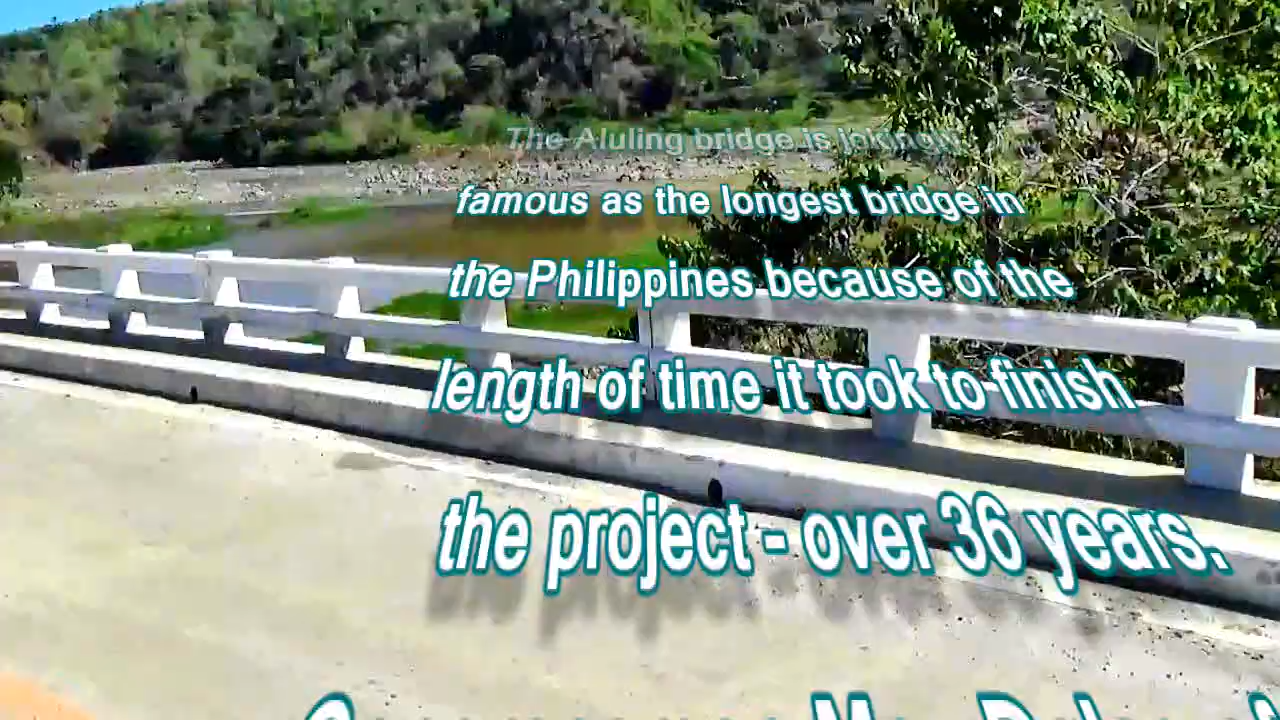 The Aluling bridge is jokingly
famous as the longest bridge in
the Philippines because of the
length of time it took to finish
the project - over 36 years.